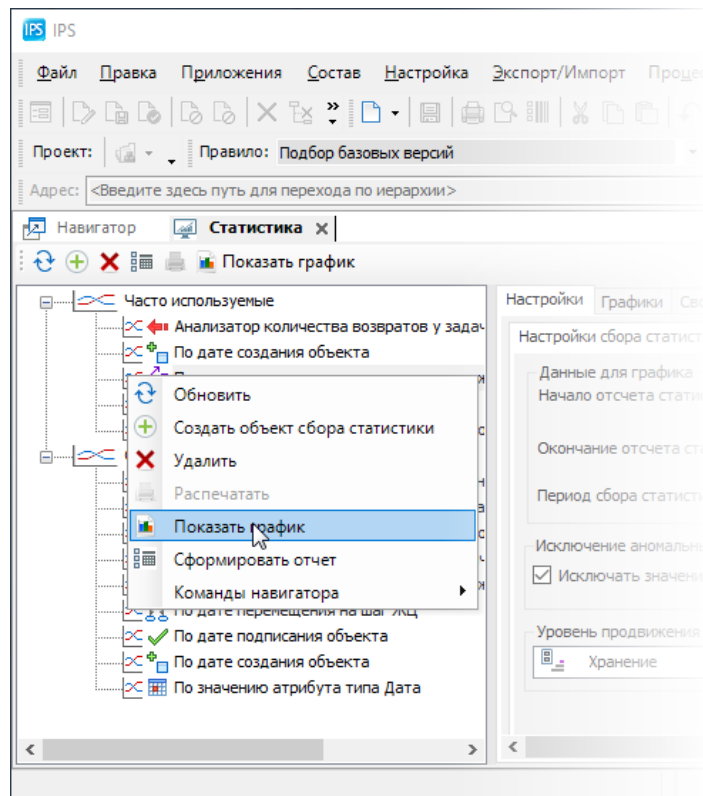 IPS IPS
Файл Правка Приложения Состав Настройка Экспорт/Импорт
Проект: Правило: Подбор базовых версий
Адрес: <Введите здесь путь для перехода по иерархии>
Навигатор Статистика
Показать график
Часто используемые
Анализатор количества возвратов у задач
По дате создания объекта
Обновить
Создать объект сбора статистики
Удалить
Распечатать
Показать график
Сформировать отчет
Команды навигатора
По дате перемещения на шаг ЖЦ
По дате подписания объекта
По дате создания объекта
По значению атрибута типа Дата
Настройки Графики
Настройки сбора статист
Данные для графика
Начало отсчета стати
Окончание отсчета ст
Период сбора статист
Исключение аномальн
Исключать значени
Уровень продвижения
Хранение